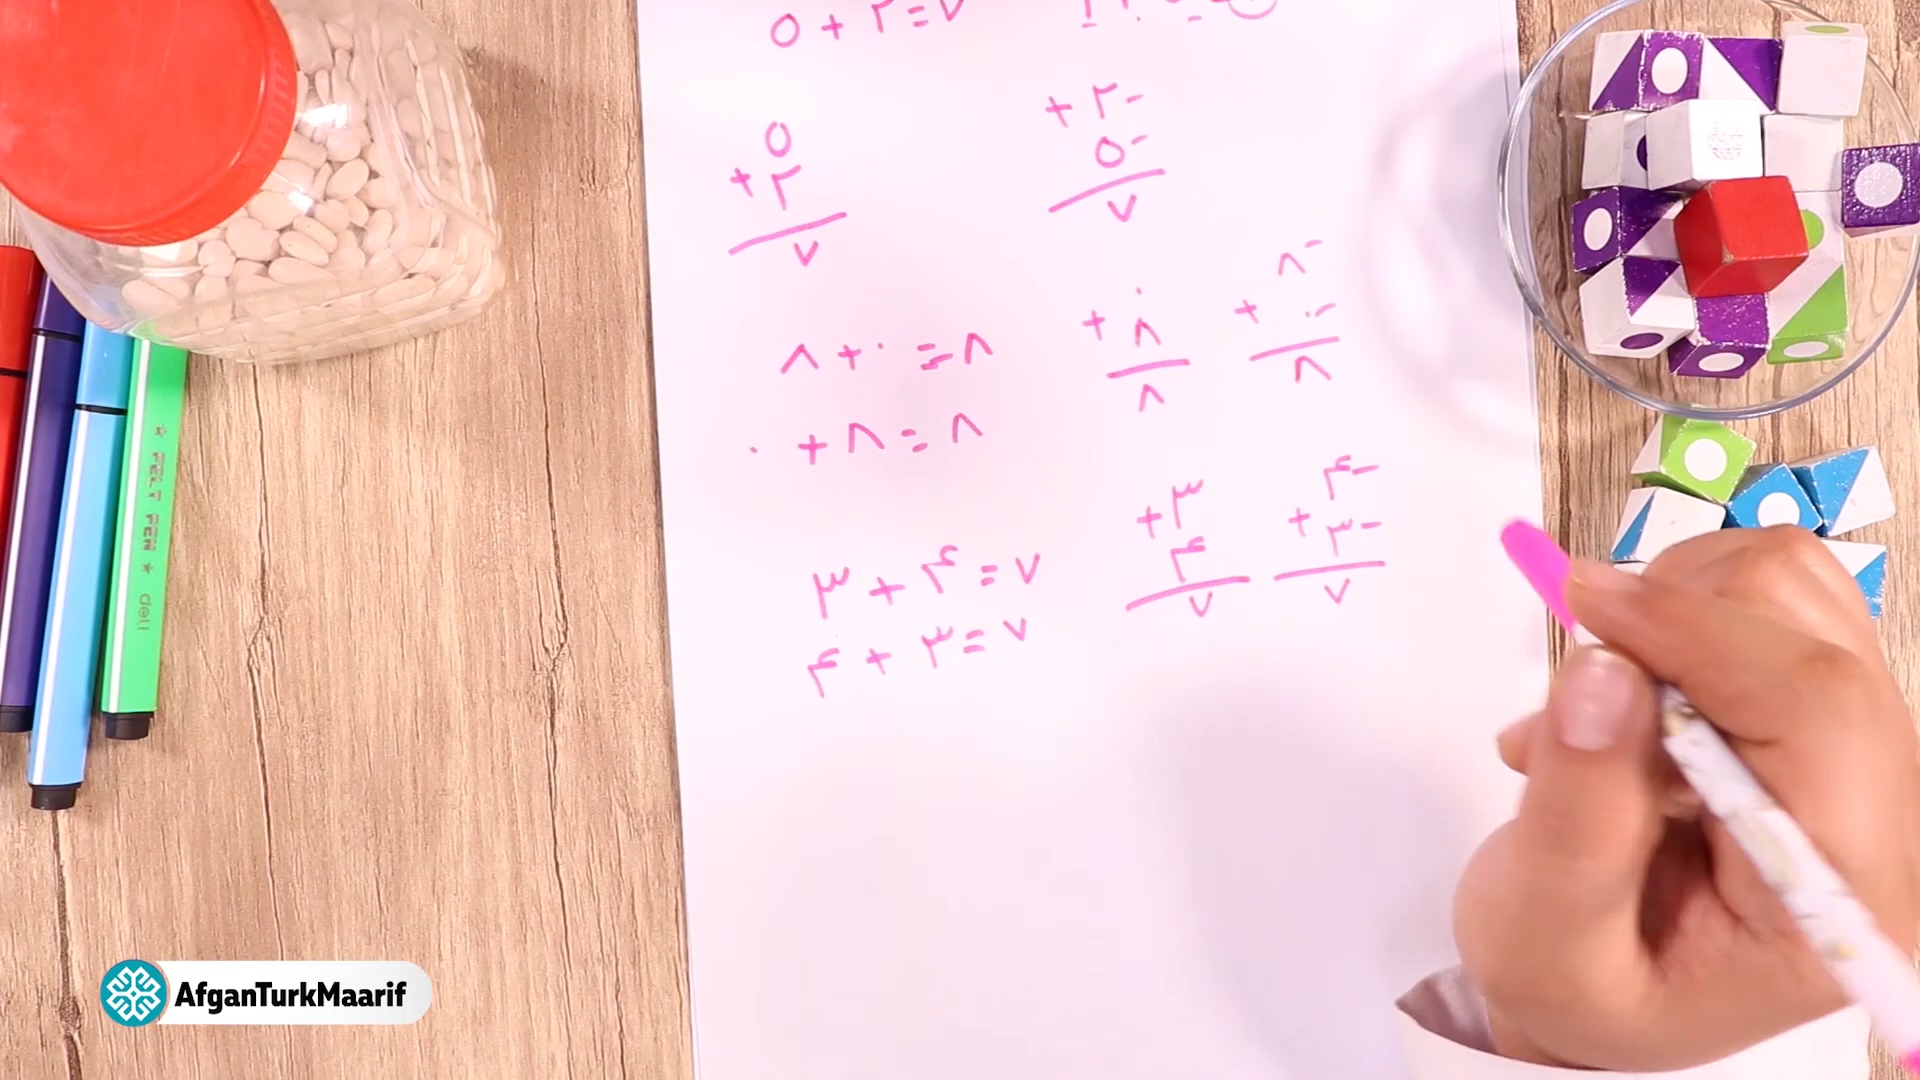 ۵ + ۲ = ۷
۵
+ ۲
۷
+ ۲-
۵-
۷
۸ + ۰ = ۸
۰ + ۸ = ۸
+ ۰
۸
۸
۸-
+ ۰-
۸
۳ + ۴ = ۷
۴ + ۳ = ۷
+ ۳
۴
۷
۴-
+ ۳-
۷
★ FELT PEN ★ deli
AfganTurkMaarif